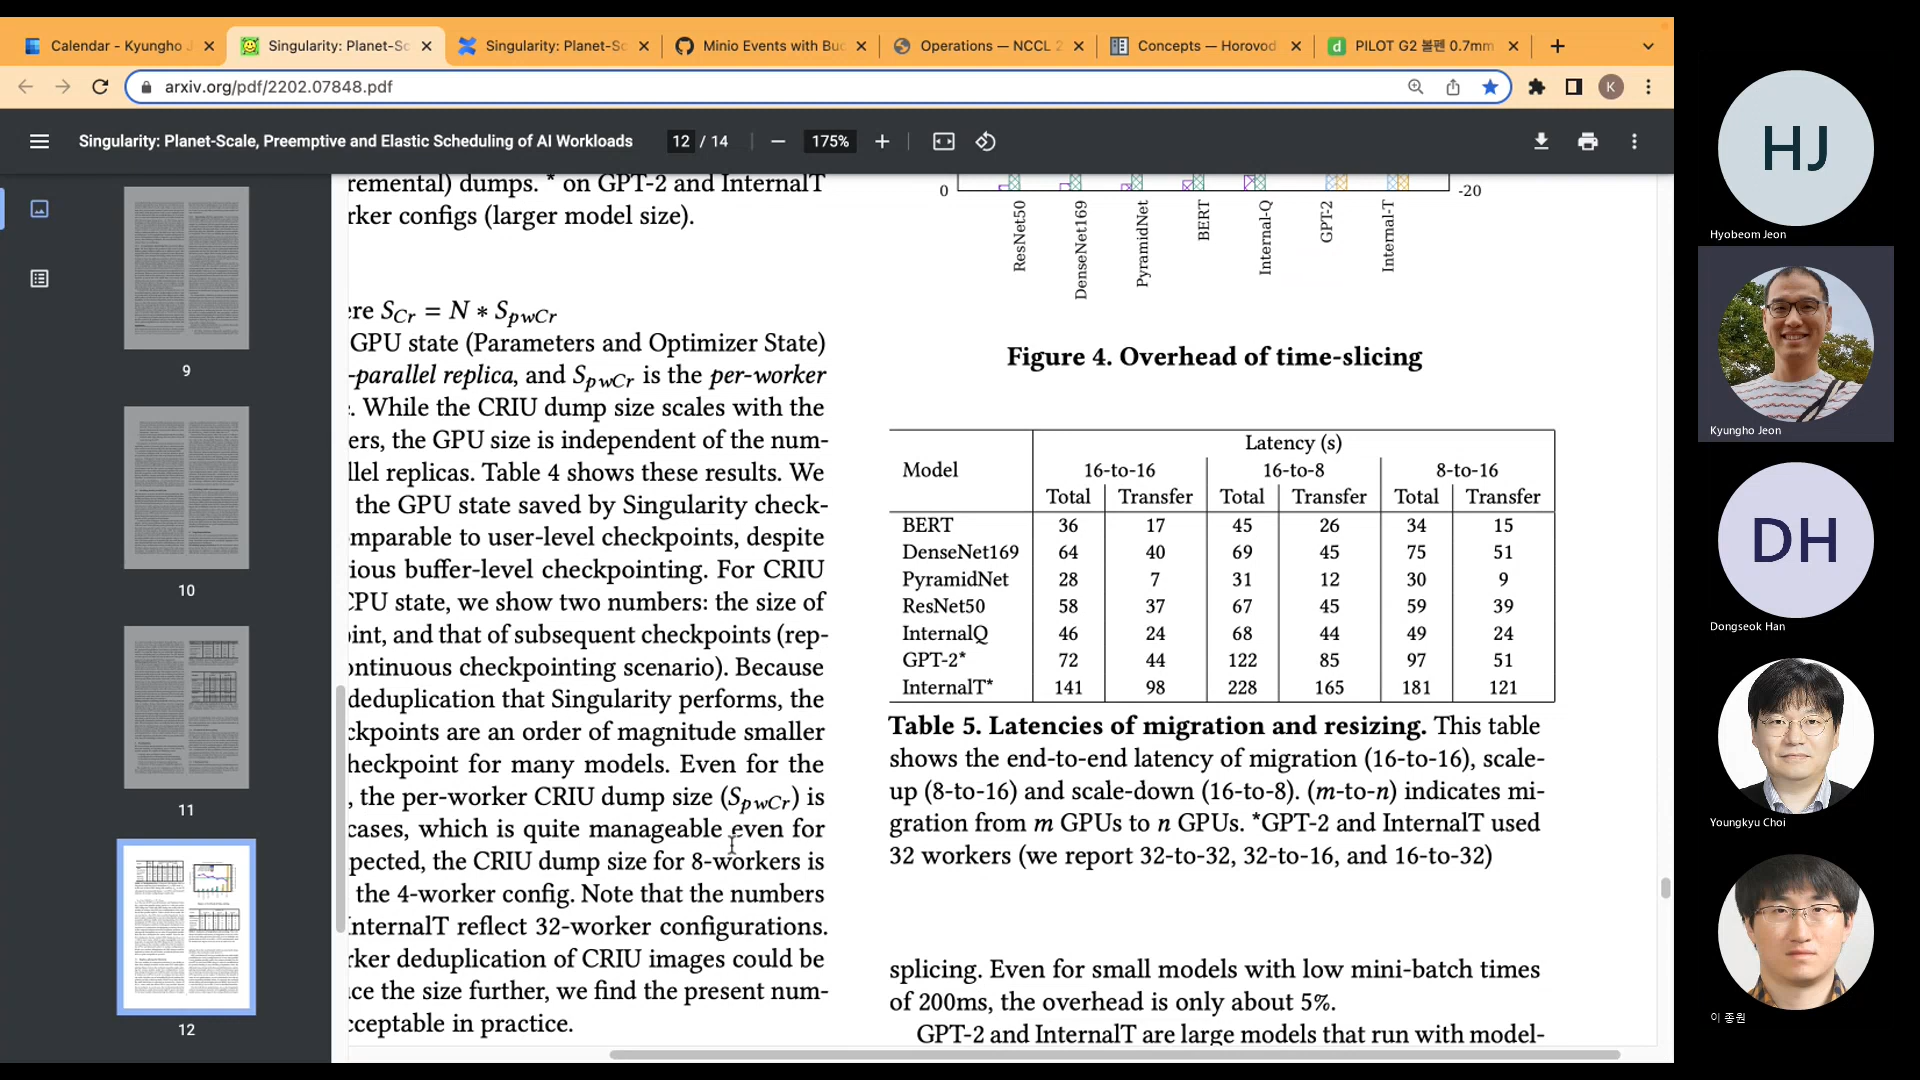 Calendar - Kyungho J
Singularity: Planet-Sc
Singularity: Planet-Sc
Minio Events with Buc
Operations — NCCL 2
Concepts — Horovod
PILOT G2 볼펜 0.7mm
arxiv.org/pdf/2202.07848.pdf
K
Singularity: Planet-Scale, Preemptive and Elastic Scheduling of AI Workloads
12 / 14
175%
9
10
11
12
remental) dumps. * on GPT-2 and InternalT
rker configs (larger model size).
ere SCr = N * SpwCr
GPU state (Parameters and Optimizer State)
-parallel replica, and SpwCr is the per-worker
. While the CRIU dump size scales with the
ers, the GPU size is independent of the num-
llel replicas. Table 4 shows these results. We
the GPU state saved by Singularity check-
mparable to user-level checkpoints, despite
ious buffer-level checkpointing. For CRIU
CPU state, we show two numbers: the size of
int, and that of subsequent checkpoints (rep-
ontinuous checkpointing scenario). Because
deduplication that Singularity performs, the
ckpoints are an order of magnitude smaller
heckpoint for many models. Even for the
, the per-worker CRIU dump size (SpwCr) is
cases, which is quite manageable even for
pected, the CRIU dump size for 8-workers is
the 4-worker config. Note that the numbers
InternalT reflect 32-worker configurations.
rker deduplication of CRIU images could be
ce the size further, we find the present num-
cceptable in practice.
0 -20
ResNet50 DenseNet169 PyramidNet BERT Internal-Q GPT-2 Internal-T
Figure 4. Overhead of time-slicing
Latency (s)
Model 16-to-16 16-to-8 8-to-16
Total Transfer Total Transfer Total Transfer
BERT 36 17 45 26 34 15
DenseNet169 64 40 69 45 75 51
PyramidNet 28 7 31 12 30 9
ResNet50 58 37 67 45 59 39
InternalQ 46 24 68 44 49 24
GPT-2* 72 44 122 85 97 51
InternalT* 141 98 228 165 181 121
Table 5. Latencies of migration and resizing. This table
shows the end-to-end latency of migration (16-to-16), scale-
up (8-to-16) and scale-down (16-to-8). (m-to-n) indicates mi-
gration from m GPUs to n GPUs. *GPT-2 and InternalT used
32 workers (we report 32-to-32, 32-to-16, and 16-to-32)
splicing. Even for small models with low mini-batch times
of 200ms, the overhead is only about 5%.
GPT-2 and InternalT are large models that run with model-
HJ
Hyobeom Jeon
Kyungho Jeon
DH
Dongseok Han
Youngkyu Choi
이 종원